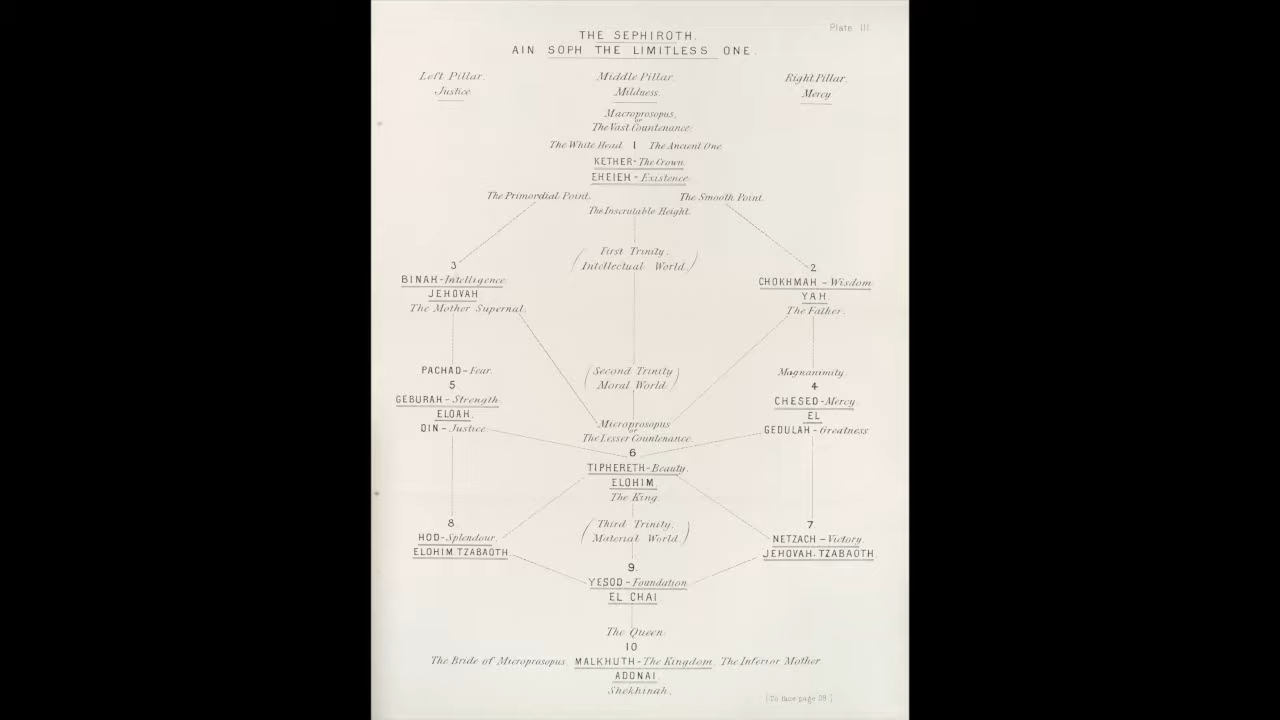 Plate III
THE SEPHIROTH.
AIN SOPH THE LIMITLESS ONE.
Left Pillar. Middle Pillar. Right Pillar.
Justice. Mildness. Mercy
Macroprosopus,
or
The Vast Countenance.
The White Head. 1 The Ancient One.
KETHER-The Crown.
EHEIEH-Existence.
The Primordial Point. The Smooth Point.
The Inscrutable Height.
(First Trinity.
Intellectual World.)
3
BINAH-Intelligence.
JEHOVAH
The Mother Supernal.
2
CHOKHMAH-Wisdom.
YAH.
The Father.
PACHAD-Fear.
5
GEBURAH-Strength.
ELOAH.
DIN-Justice.
(Second Trinity
Moral World.)
Magnanimity.
4
CHESED-Mercy.
EL
GEDULAH-Greatness
Microprosopus
or
The Lesser Countenance.
6
TIPHERETH-Beauty.
ELOHIM.
The King.
8
HOD-Splendour.
ELOHIM.TZABAOTH
(Third Trinity.
Material World.)
7
NETZACH-Victory.
JEHOVAH.TZABAOTH
9.
YESOD-Foundation
EL CHAI
The Queen.
10
The Bride of Microprosopus. MALKHUTH-The Kingdom. The Inferior Mother
ADONAI.
Shekhinah.